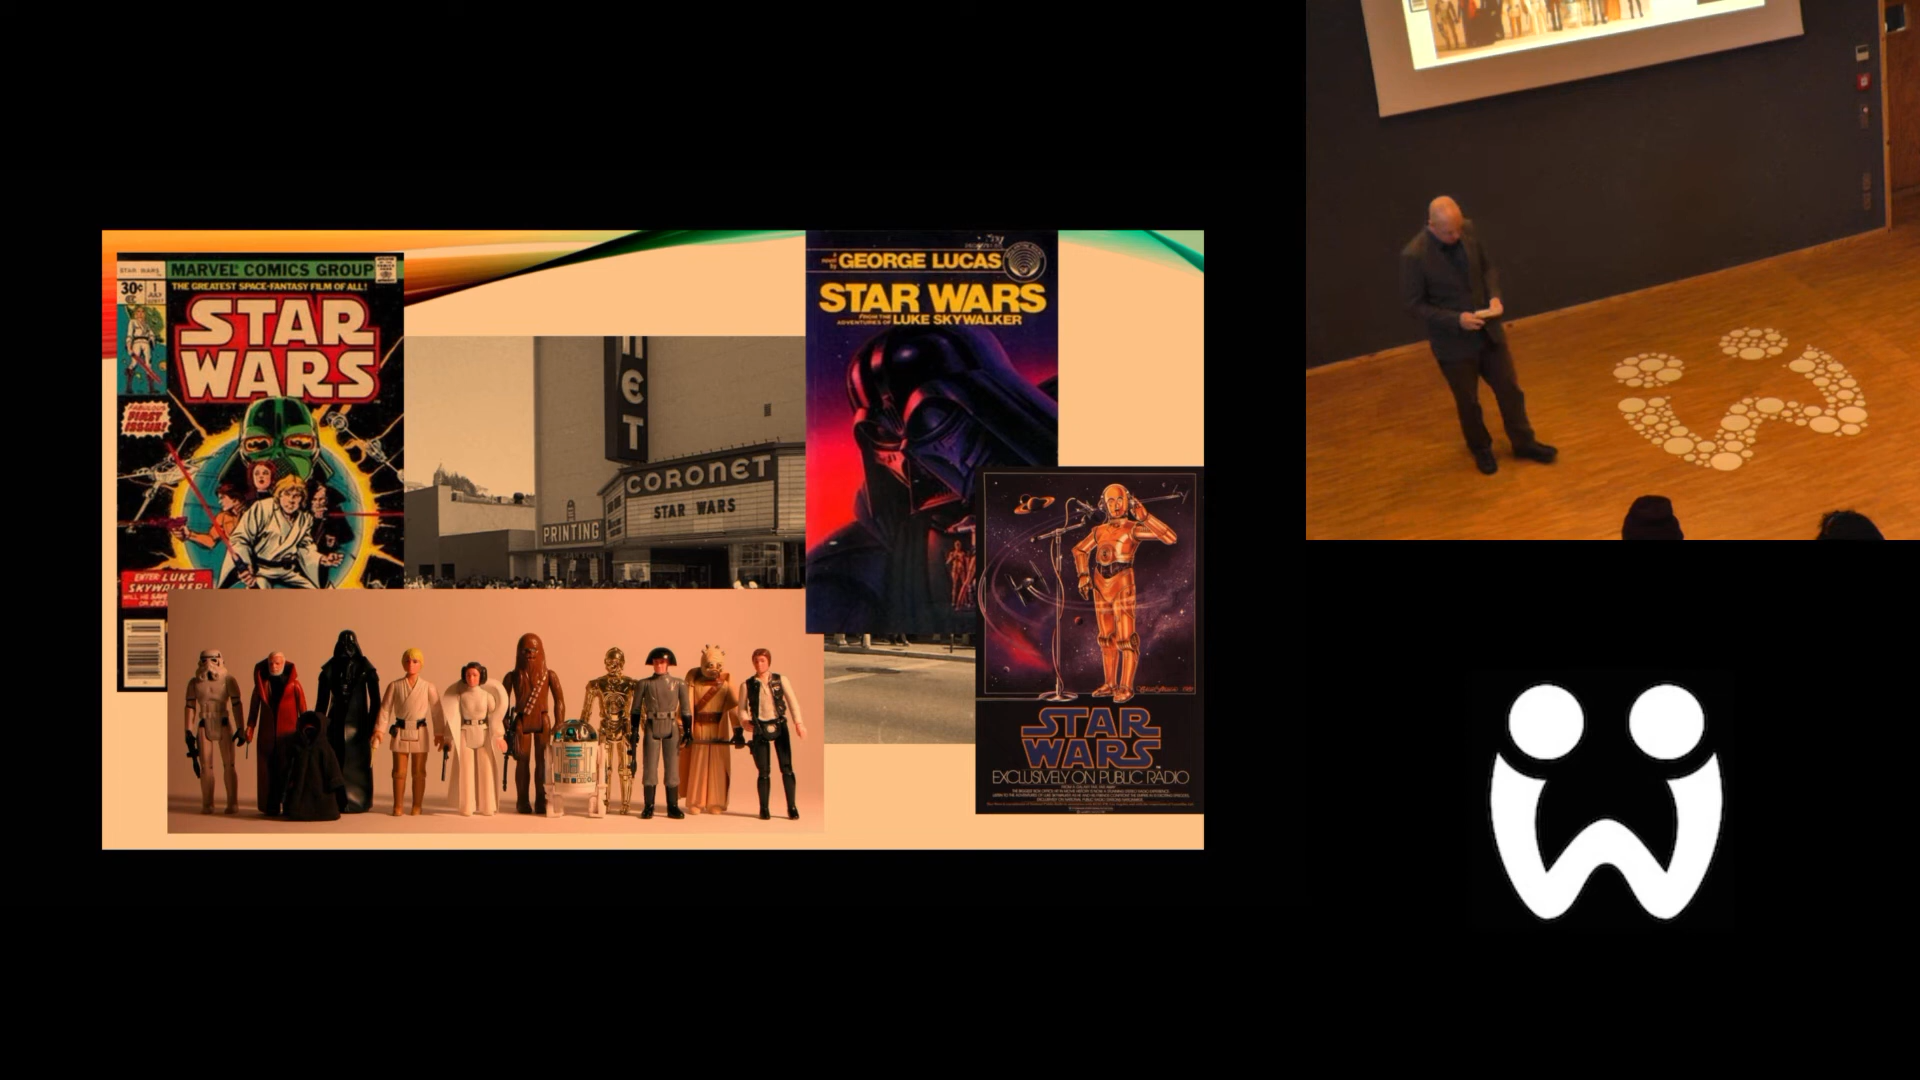 STAR WARS
MARVEL COMICS GROUP
30¢
1
JULY
THE GREATEST SPACE-FANTASY FILM OF ALL!
STAR
WARS
FABULOUS
FIRST
ISSUE!
ENTER: LUKE
SKYWALKER!
NET
CORONET
STAR WARS
PRINTING
GEORGE LUCAS
STAR WARS
FROM THE
ADVENTURES OF LUKE SKYWALKER
STAR
WARS
EXCLUSIVELY ON PUBLIC RADIO